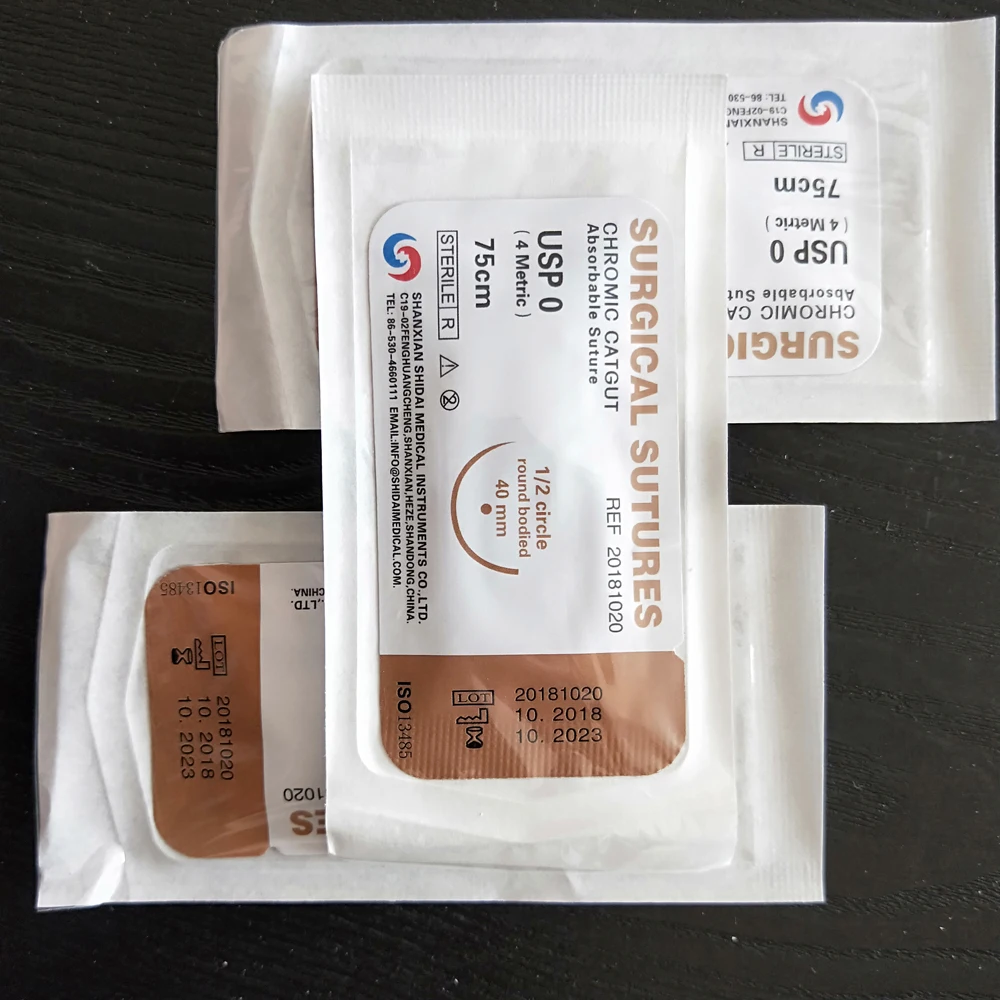 SURGICAL SUTURES
CHROMIC CATGUT
Absorbable Suture
REF 20181020
USP 0
( 4 Metric )
75cm
STERILE R
1/2 circle
round bodied
40 mm
SHANXIAN SHIDAI MEDICAL INSTRUMENTS CO.,LTD.
C19-02FENGHUANGCHENG,SHANXIAN,HEZE,SHANDONG,CHINA.
TEL: 86-530-4660111 EMAIL:INFO@SHIDAIMEDICAL.COM.
LOT 20181020
10. 2018
10. 2023
ISO13485
SURGIC
CHROMIC CA
Absorbable Sut
USP 0
( 4 Metric )
75cm
STERILE R
SHANXIAN
C19-02FENG
TEL: 86-530
ES
1020
.,LTD.
CHINA.
LOT 20181020
10. 2018
10. 2023
ISO13485